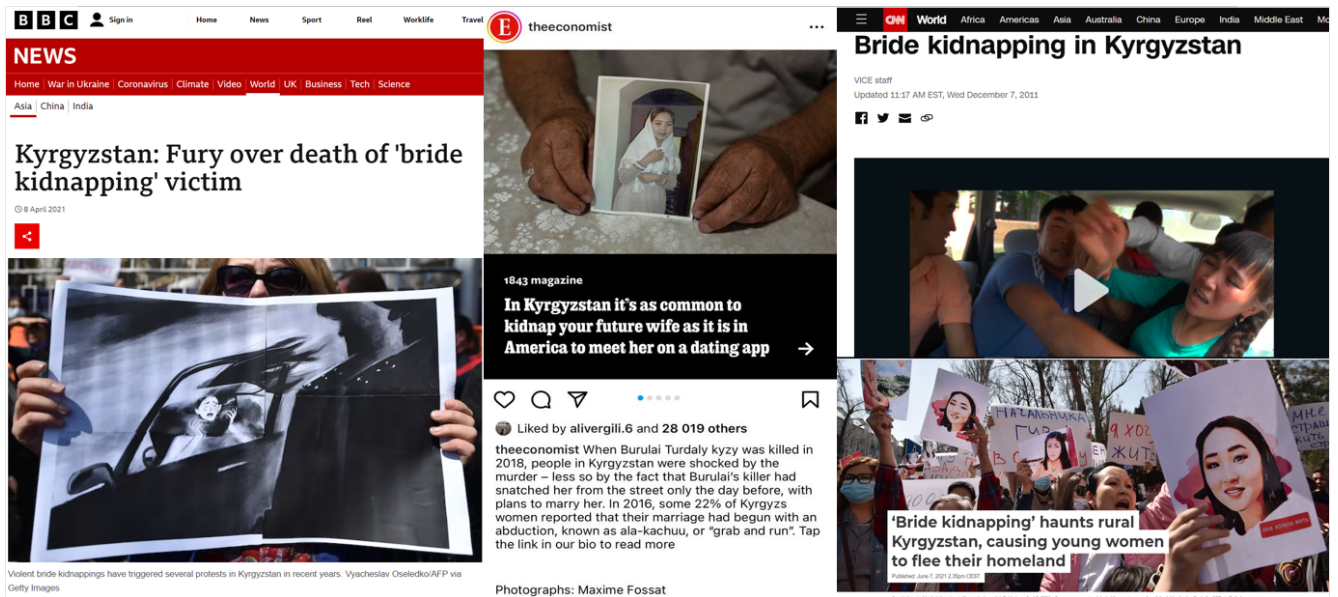 BBC
Sign in
Home
News
Sport
Reel
Worklife
Travel
NEWS
Home
War in Ukraine
Coronavirus
Climate
Video
World
UK
Business
Tech
Science
Asia
China
India
Kyrgyzstan: Fury over death of 'bride
kidnapping' victim
8 April 2021
Violent bride kidnappings have triggered several protests in Kyrgyzstan in recent years. Vyacheslav Oseledko/AFP via
Getty Images
E
theeconomist
1843 magazine
In Kyrgyzstan it's as common to
kidnap your future wife as it is in
America to meet her on a dating app
Liked by alivergili.6 and 28 019 others
theeconomist When Burulai Turdaly kyzy was killed in
2018, people in Kyrgyzstan were shocked by the
murder – less so by the fact that Burulai's killer had
snatched her from the street only the day before, with
plans to marry her. In 2016, some 22% of Kyrgyzs
women reported that their marriage had begun with an
abduction, known as ala-kachuu, or "grab and run". Tap
the link in our bio to read more
Photographs: Maxime Fossat
CNN
World
Africa
Americas
Asia
Australia
China
Europe
India
Middle East
Mo
Bride kidnapping in Kyrgyzstan
VICE staff
Updated 11:17 AM EST, Wed December 7, 2011
НАЧАЛЬНИКА
Я ХОЧ
ЖИТЬ
МНЕ
СТРАШ
ЖИТЬ
'Bride kidnapping' haunts rural
Kyrgyzstan, causing young women
to flee their homeland
Published: June 7, 2021 2.35pm CEST